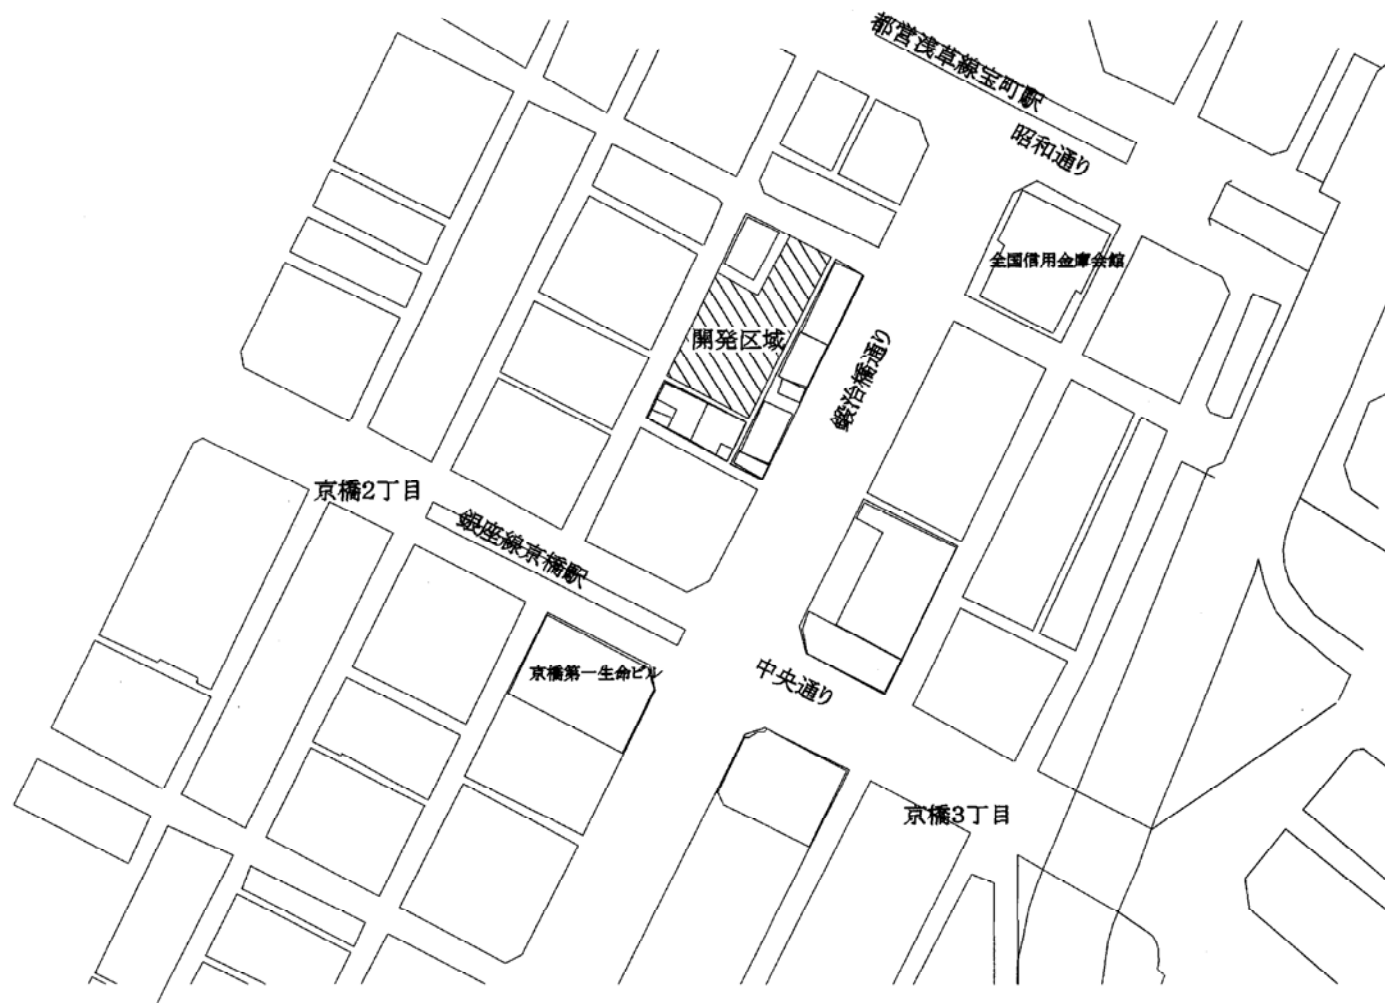 都営浅草線宝町駅
昭和通り
全国信用金庫会館
開発区域
鍛冶橋通り
京橋2丁目
銀座線京橋駅
京橋第一生命ビル
中央通り
京橋3丁目